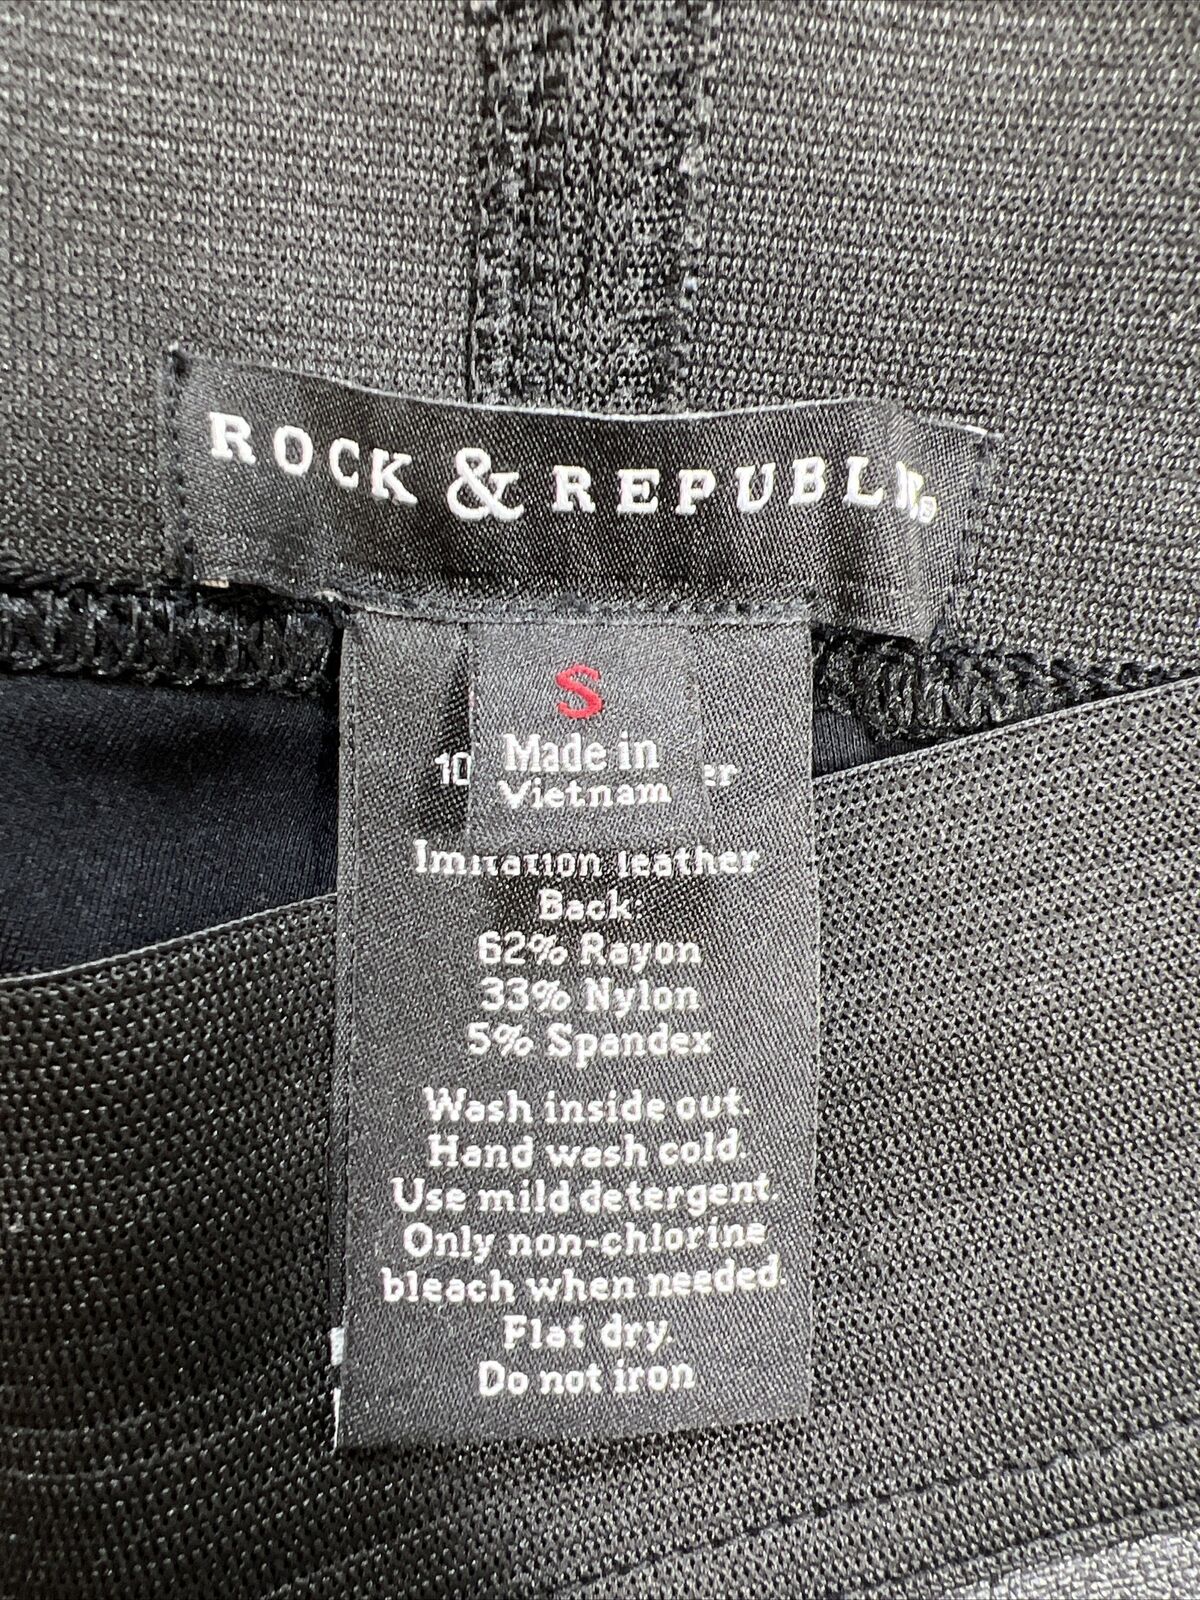 ROCK & REPUBLIC®
S
Made in
Vietnam
Imitation leather
Back:
62% Rayon
33% Nylon
5% Spandex
Wash inside out.
Hand wash cold.
Use mild detergent.
Only non-chlorine
bleach when needed.
Flat dry.
Do not iron